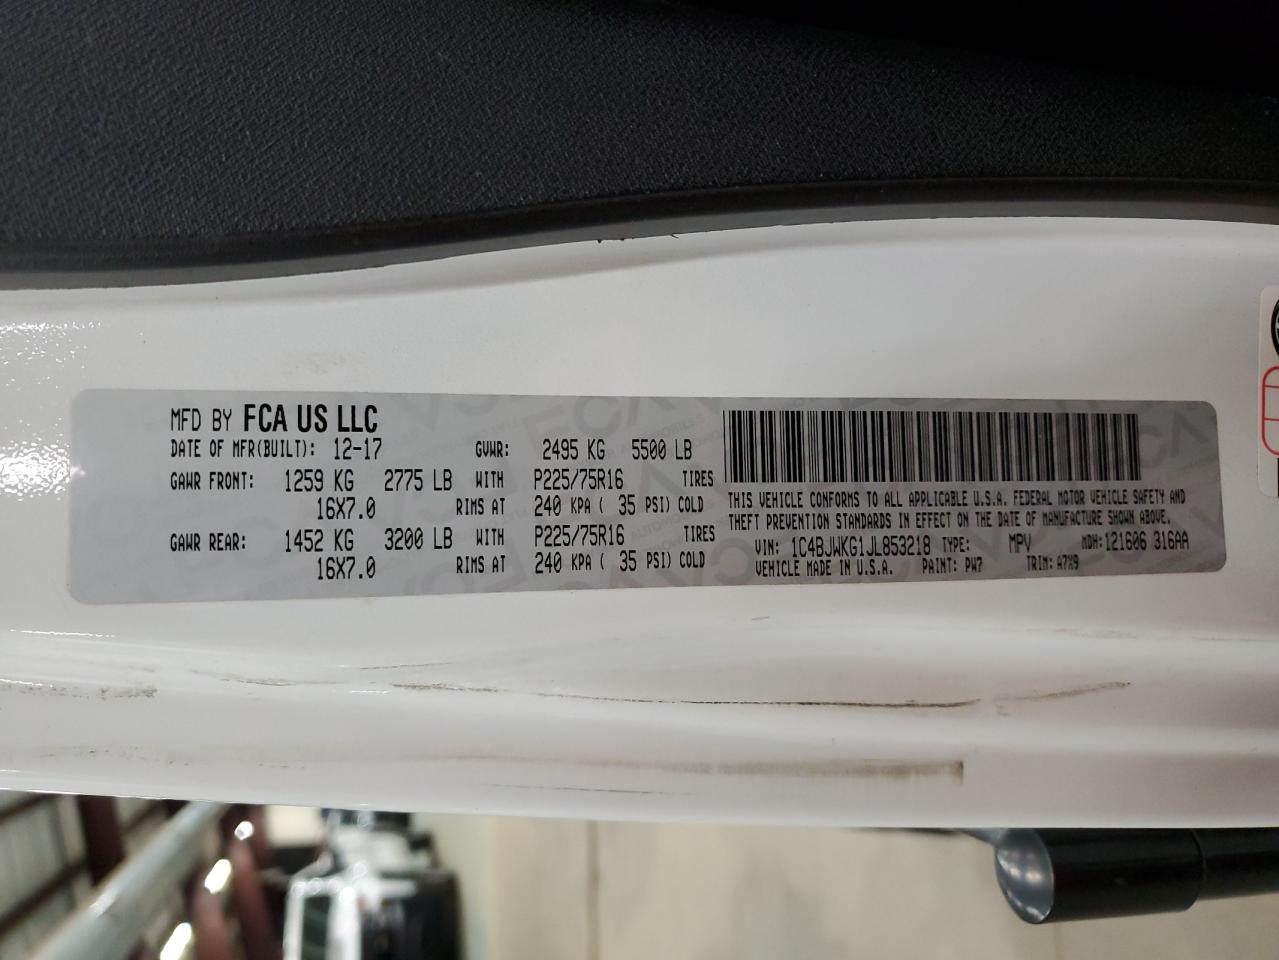 MFD BY FCA US LLC
DATE OF MFR(BUILT): 12-17 GVWR: 2495 KG 5500 LB
GAWR FRONT: 1259 KG 2775 LB WITH P225/75R16 TIRES
16X7.0 RIMS AT 240 KPA ( 35 PSI) COLD
GAWR REAR: 1452 KG 3200 LB WITH P225/75R16 TIRES
16X7.0 RIMS AT 240 KPA ( 35 PSI) COLD
THIS VEHICLE CONFORMS TO ALL APPLICABLE U.S.A. FEDERAL MOTOR VEHICLE SAFETY AND
THEFT PREVENTION STANDARDS IN EFFECT ON THE DATE OF MANUFACTURE SHOWN ABOVE.
VIN: 1C4BJWKG1JL853218 TYPE: MPV MDH: 121606 316AA
VEHICLE MADE IN U.S.A. PAINT: PW7 TRIM: A7X9